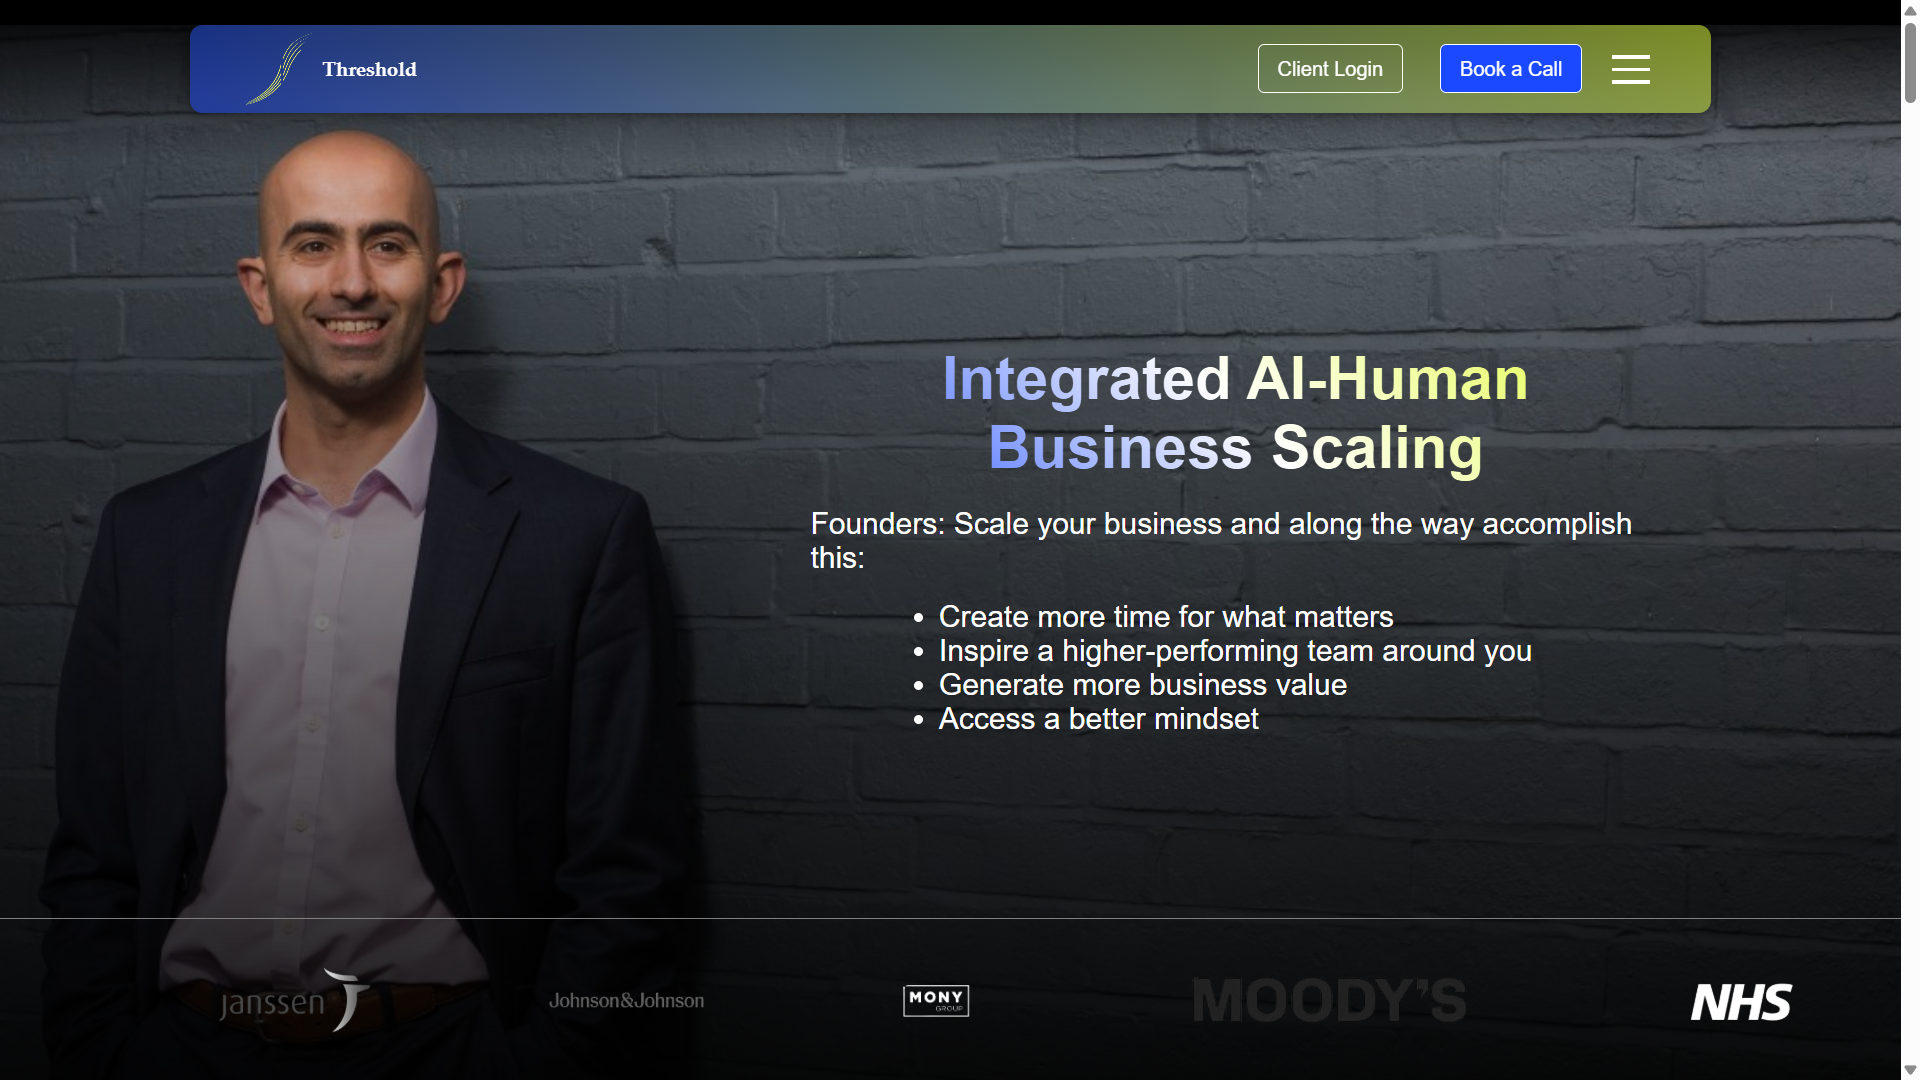 Threshold
Client Login
Book a Call
Integrated AI-Human
Business Scaling
Founders: Scale your business and along the way accomplish
this:
• Create more time for what matters
• Inspire a higher-performing team around you
• Generate more business value
• Access a better mindset
janssen
Johnson&Johnson
MONY
GROUP
MOODY'S
NHS